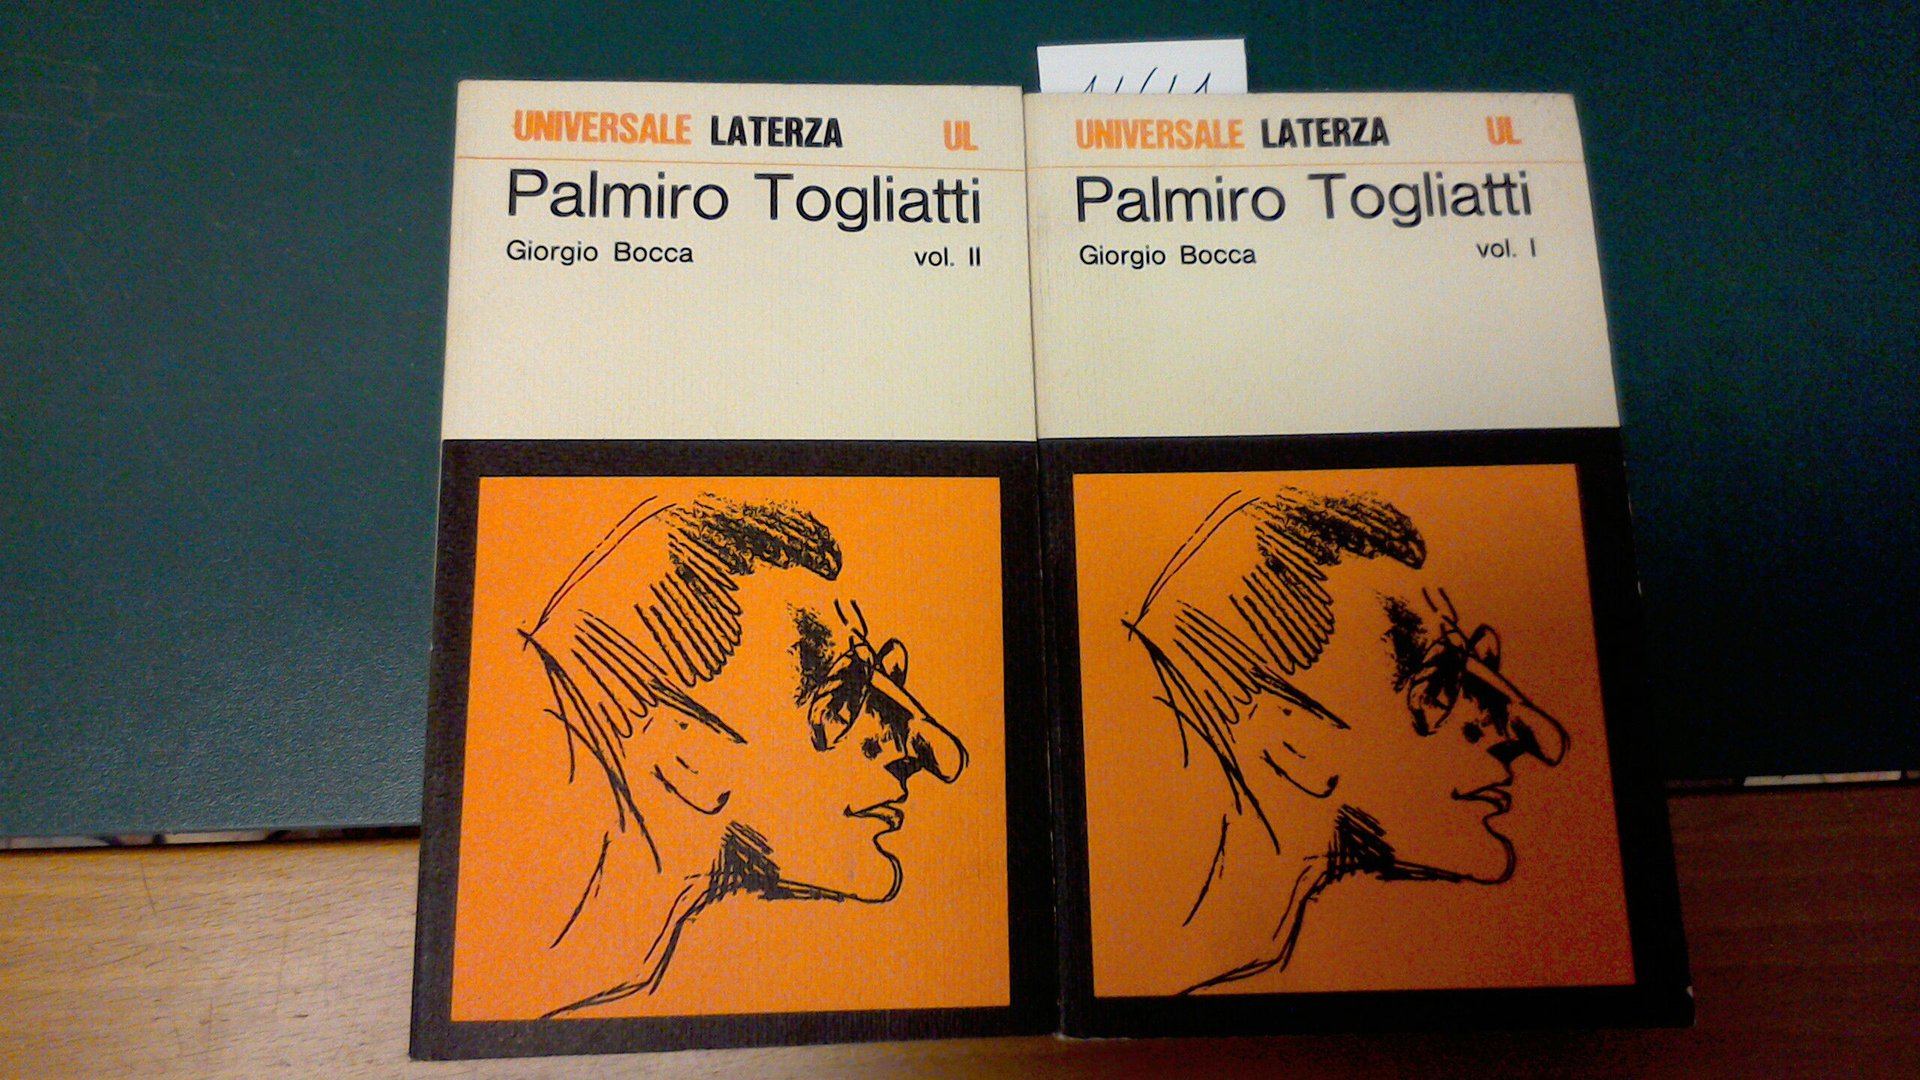 UNIVERSALE LATERZA UL
Palmiro Togliatti
Giorgio Bocca vol. II
UNIVERSALE LATERZA UL
Palmiro Togliatti
Giorgio Bocca vol. I